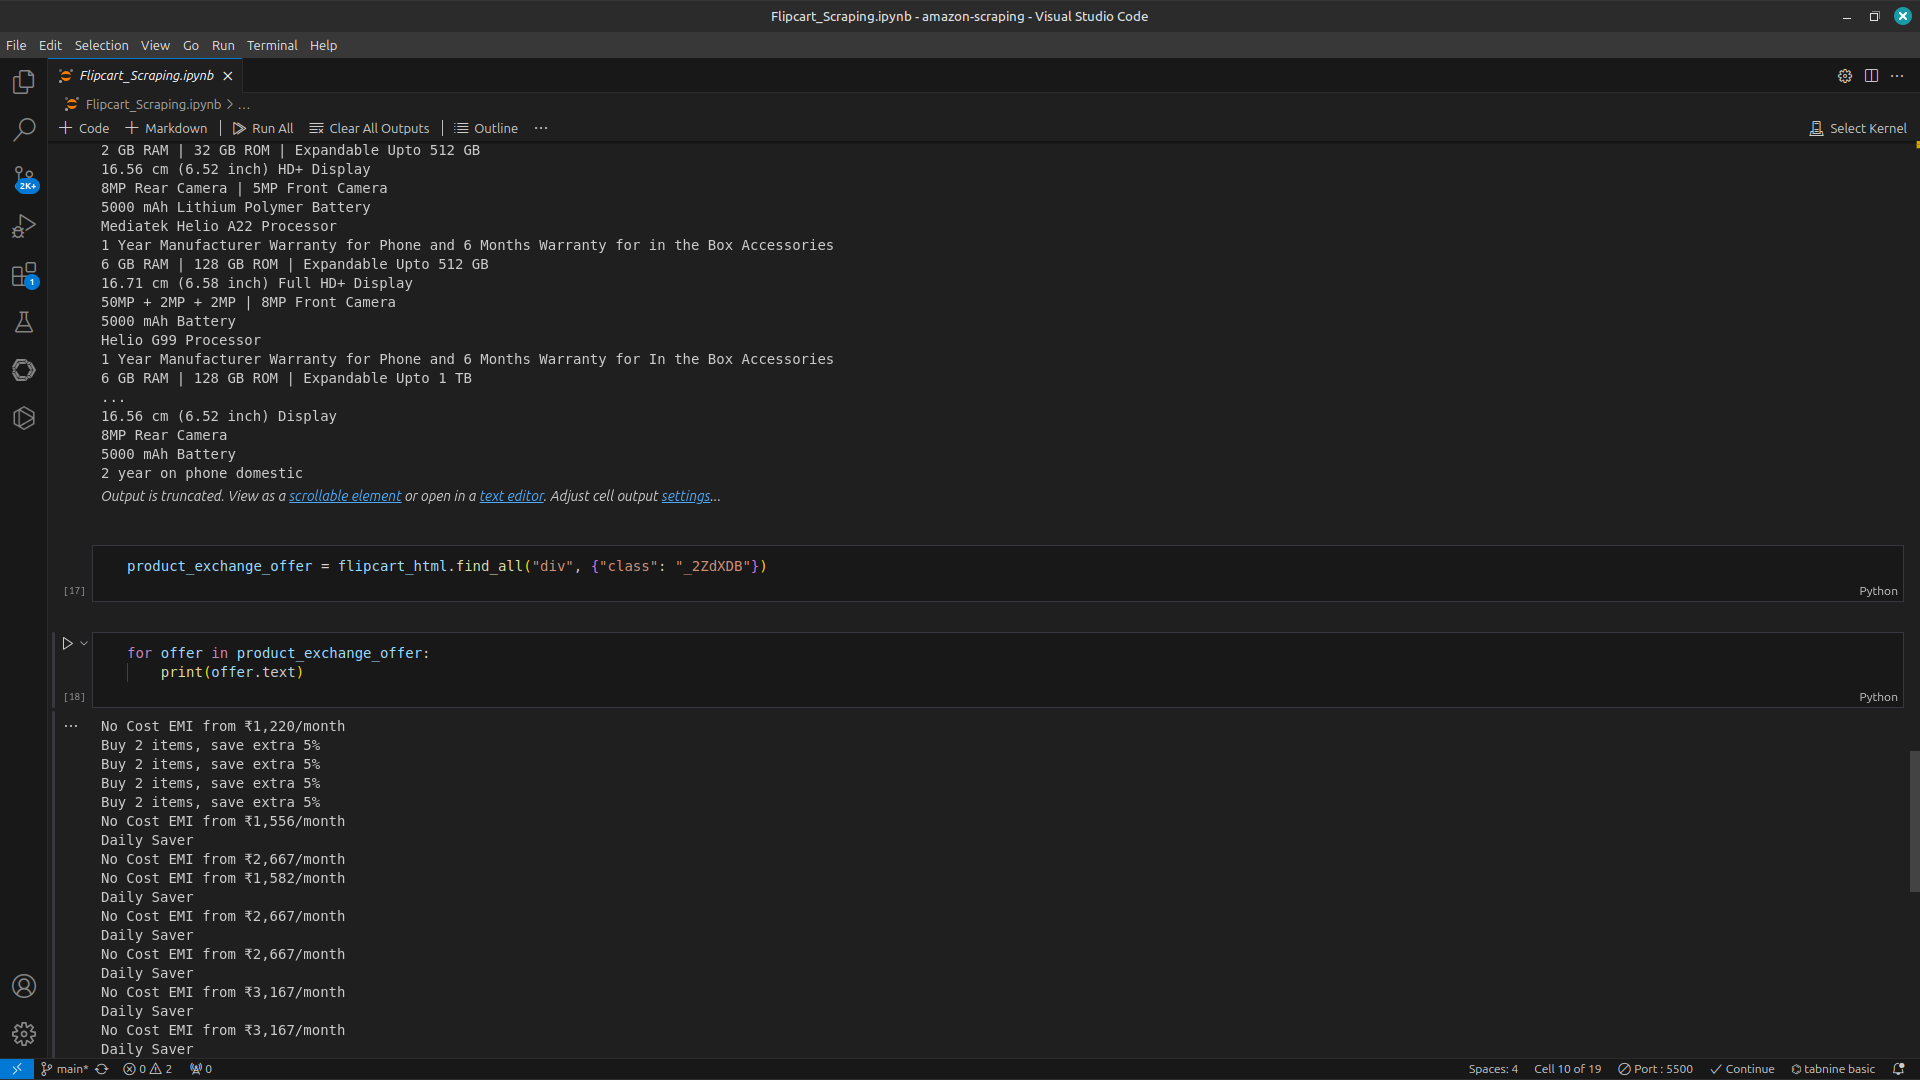 Flipcart_Scraping.ipynb - amazon-scraping - Visual Studio Code
File Edit Selection View Go Run Terminal Help
Flipcart_Scraping.ipynb
Flipcart_Scraping.ipynb > ...
Code Markdown Run All Clear All Outputs Outline ... Select Kernel
2 GB RAM | 32 GB ROM | Expandable Upto 512 GB
16.56 cm (6.52 inch) HD+ Display
8MP Rear Camera | 5MP Front Camera
5000 mAh Lithium Polymer Battery
Mediatek Helio A22 Processor
1 Year Manufacturer Warranty for Phone and 6 Months Warranty for in the Box Accessories
6 GB RAM | 128 GB ROM | Expandable Upto 512 GB
16.71 cm (6.58 inch) Full HD+ Display
50MP + 2MP + 2MP | 8MP Front Camera
5000 mAh Battery
Helio G99 Processor
1 Year Manufacturer Warranty for Phone and 6 Months Warranty for In the Box Accessories
6 GB RAM | 128 GB ROM | Expandable Upto 1 TB
...
16.56 cm (6.52 inch) Display
8MP Rear Camera
5000 mAh Battery
2 year on phone domestic
Output is truncated. View as a scrollable element or open in a text editor. Adjust cell output settings...
product_exchange_offer = flipcart_html.find_all("div", {"class": "_2ZdXDB"})
[17] Python
for offer in product_exchange_offer:
print(offer.text)
[18] Python
No Cost EMI from ₹1,220/month
Buy 2 items, save extra 5%
Buy 2 items, save extra 5%
Buy 2 items, save extra 5%
Buy 2 items, save extra 5%
No Cost EMI from ₹1,556/month
Daily Saver
No Cost EMI from ₹2,667/month
No Cost EMI from ₹1,582/month
Daily Saver
No Cost EMI from ₹2,667/month
Daily Saver
No Cost EMI from ₹2,667/month
Daily Saver
No Cost EMI from ₹3,167/month
Daily Saver
No Cost EMI from ₹3,167/month
Daily Saver
2K+
1
main* 0 2 0 Spaces: 4 Cell 10 of 19 Port : 5500 Continue tabnine basic